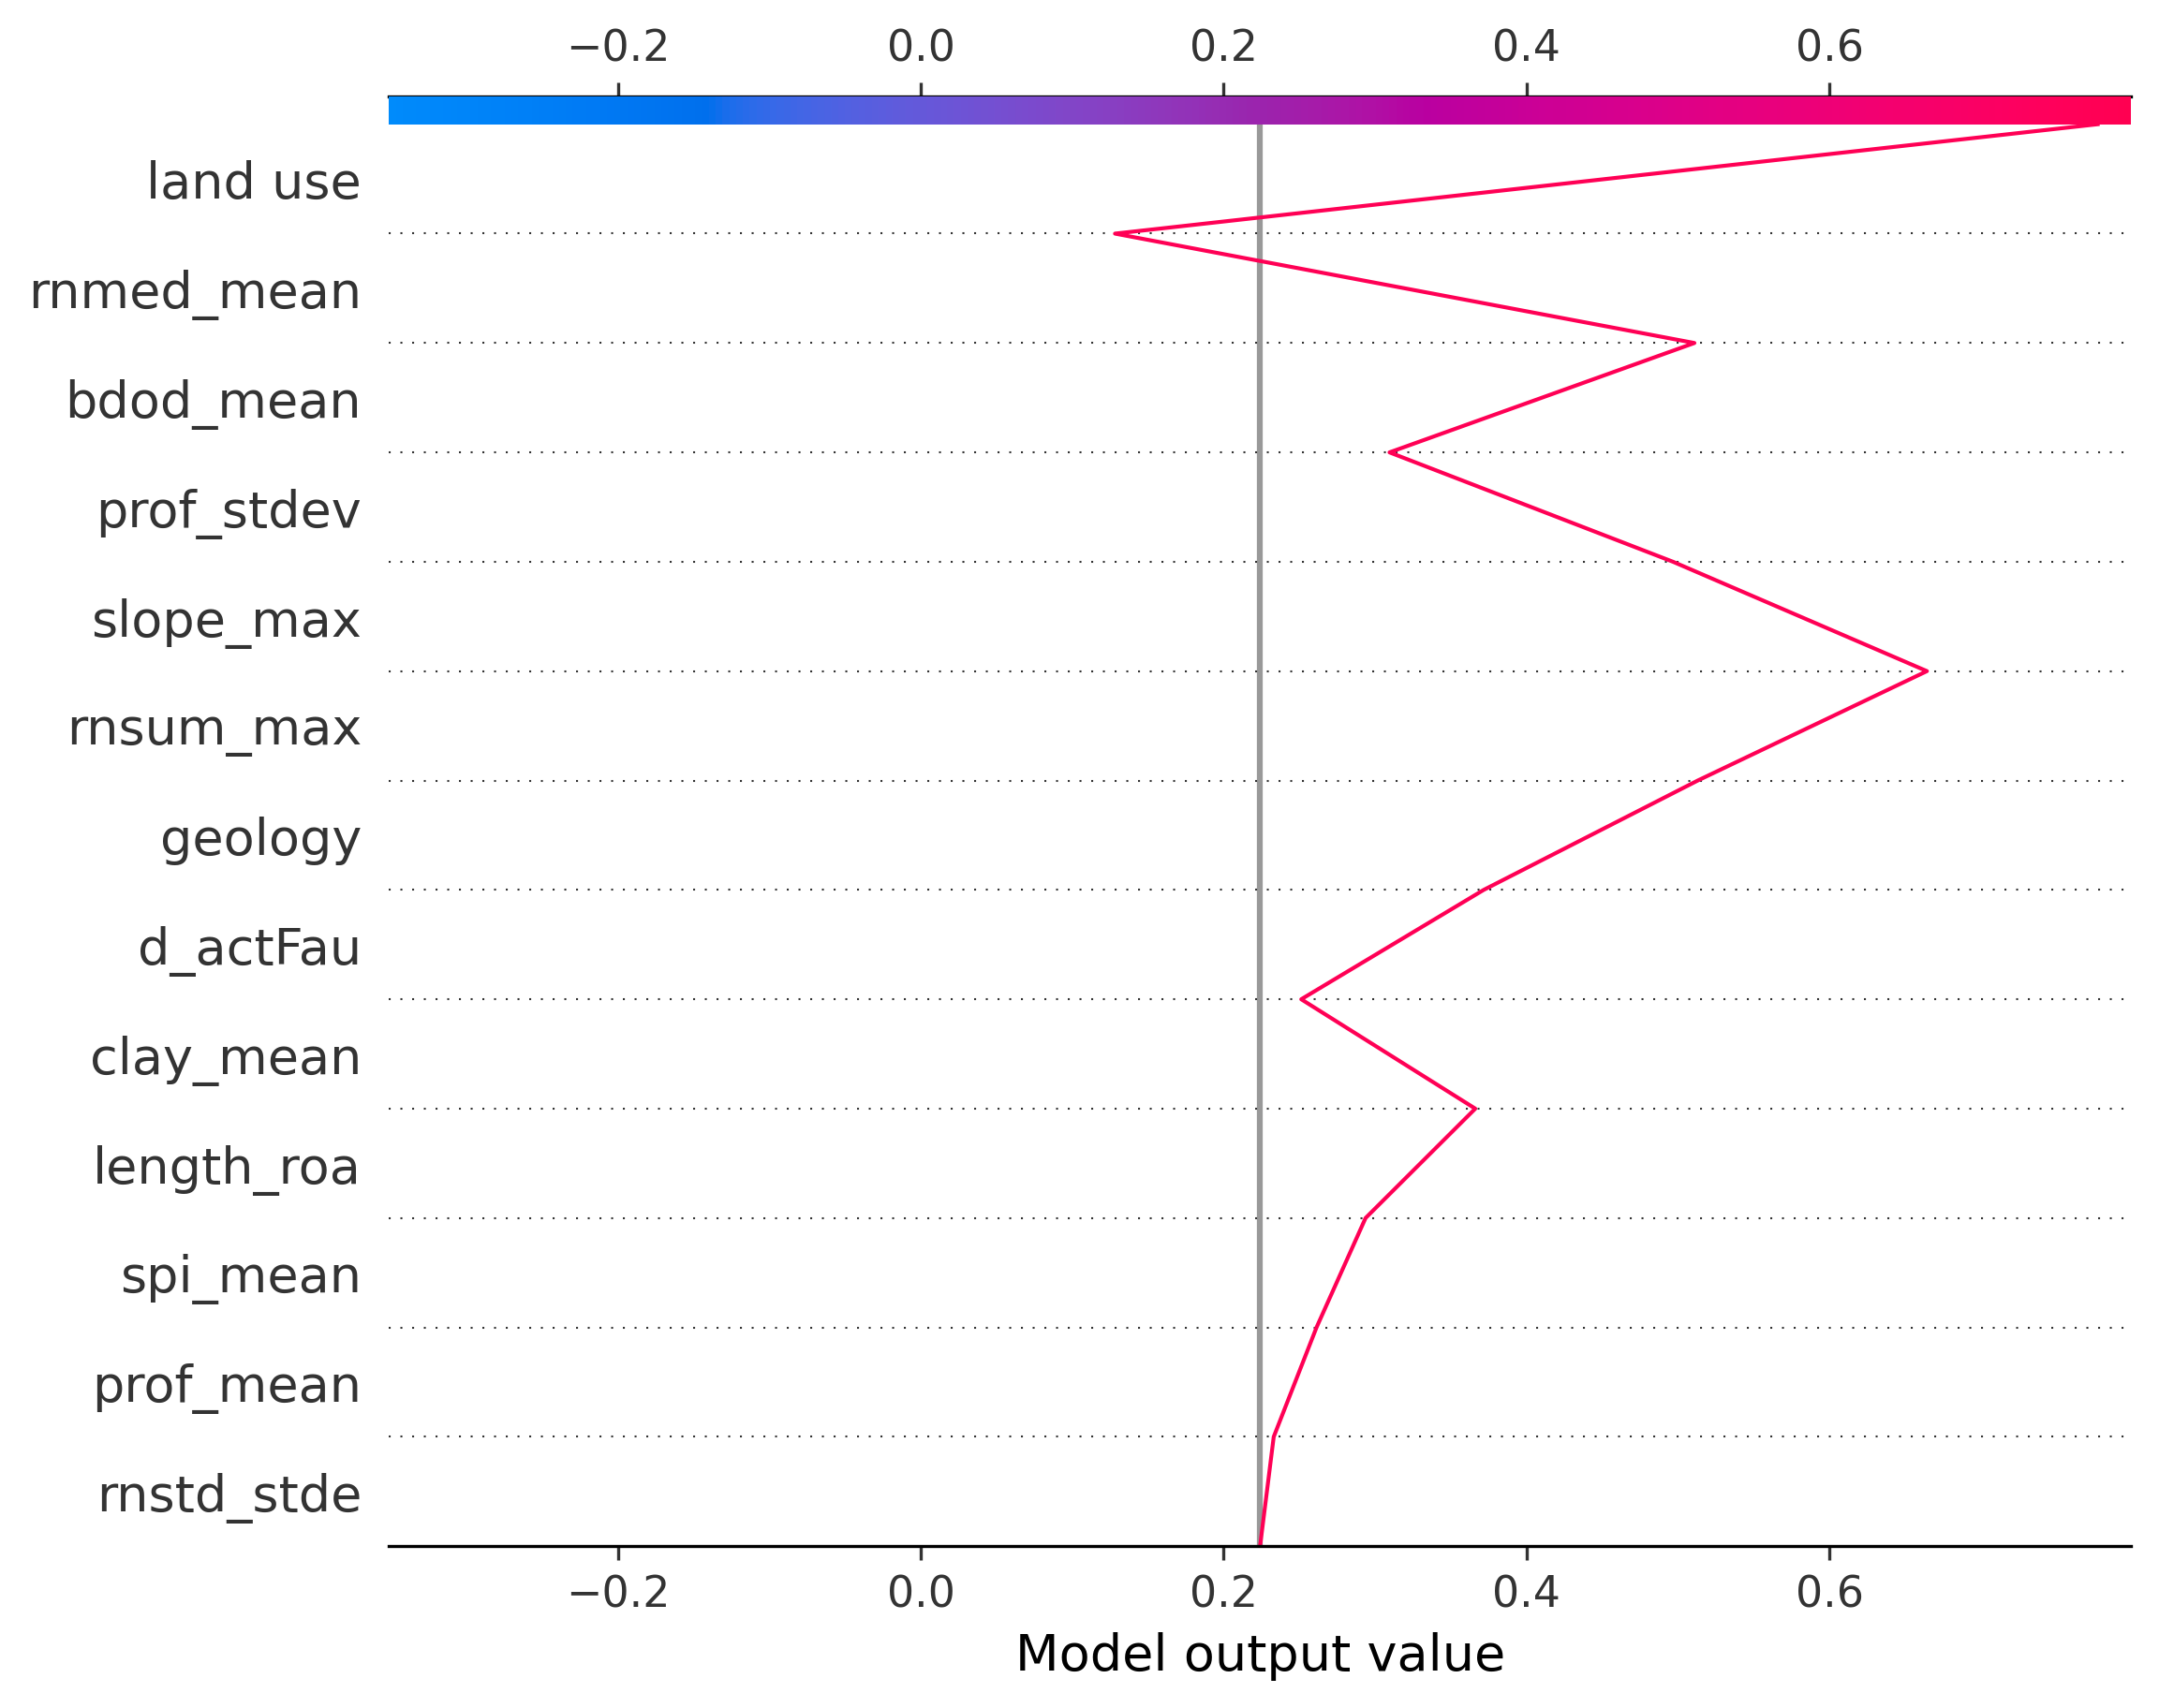 −0.2 0.0 0.2 0.4 0.6
land use
rnmed_mean
bdod_mean
prof_stdev
slope_max
rnsum_max
geology
d_actFau
clay_mean
length_roa
spi_mean
prof_mean
rnstd_stde
−0.2 0.0 0.2 0.4 0.6
Model output value